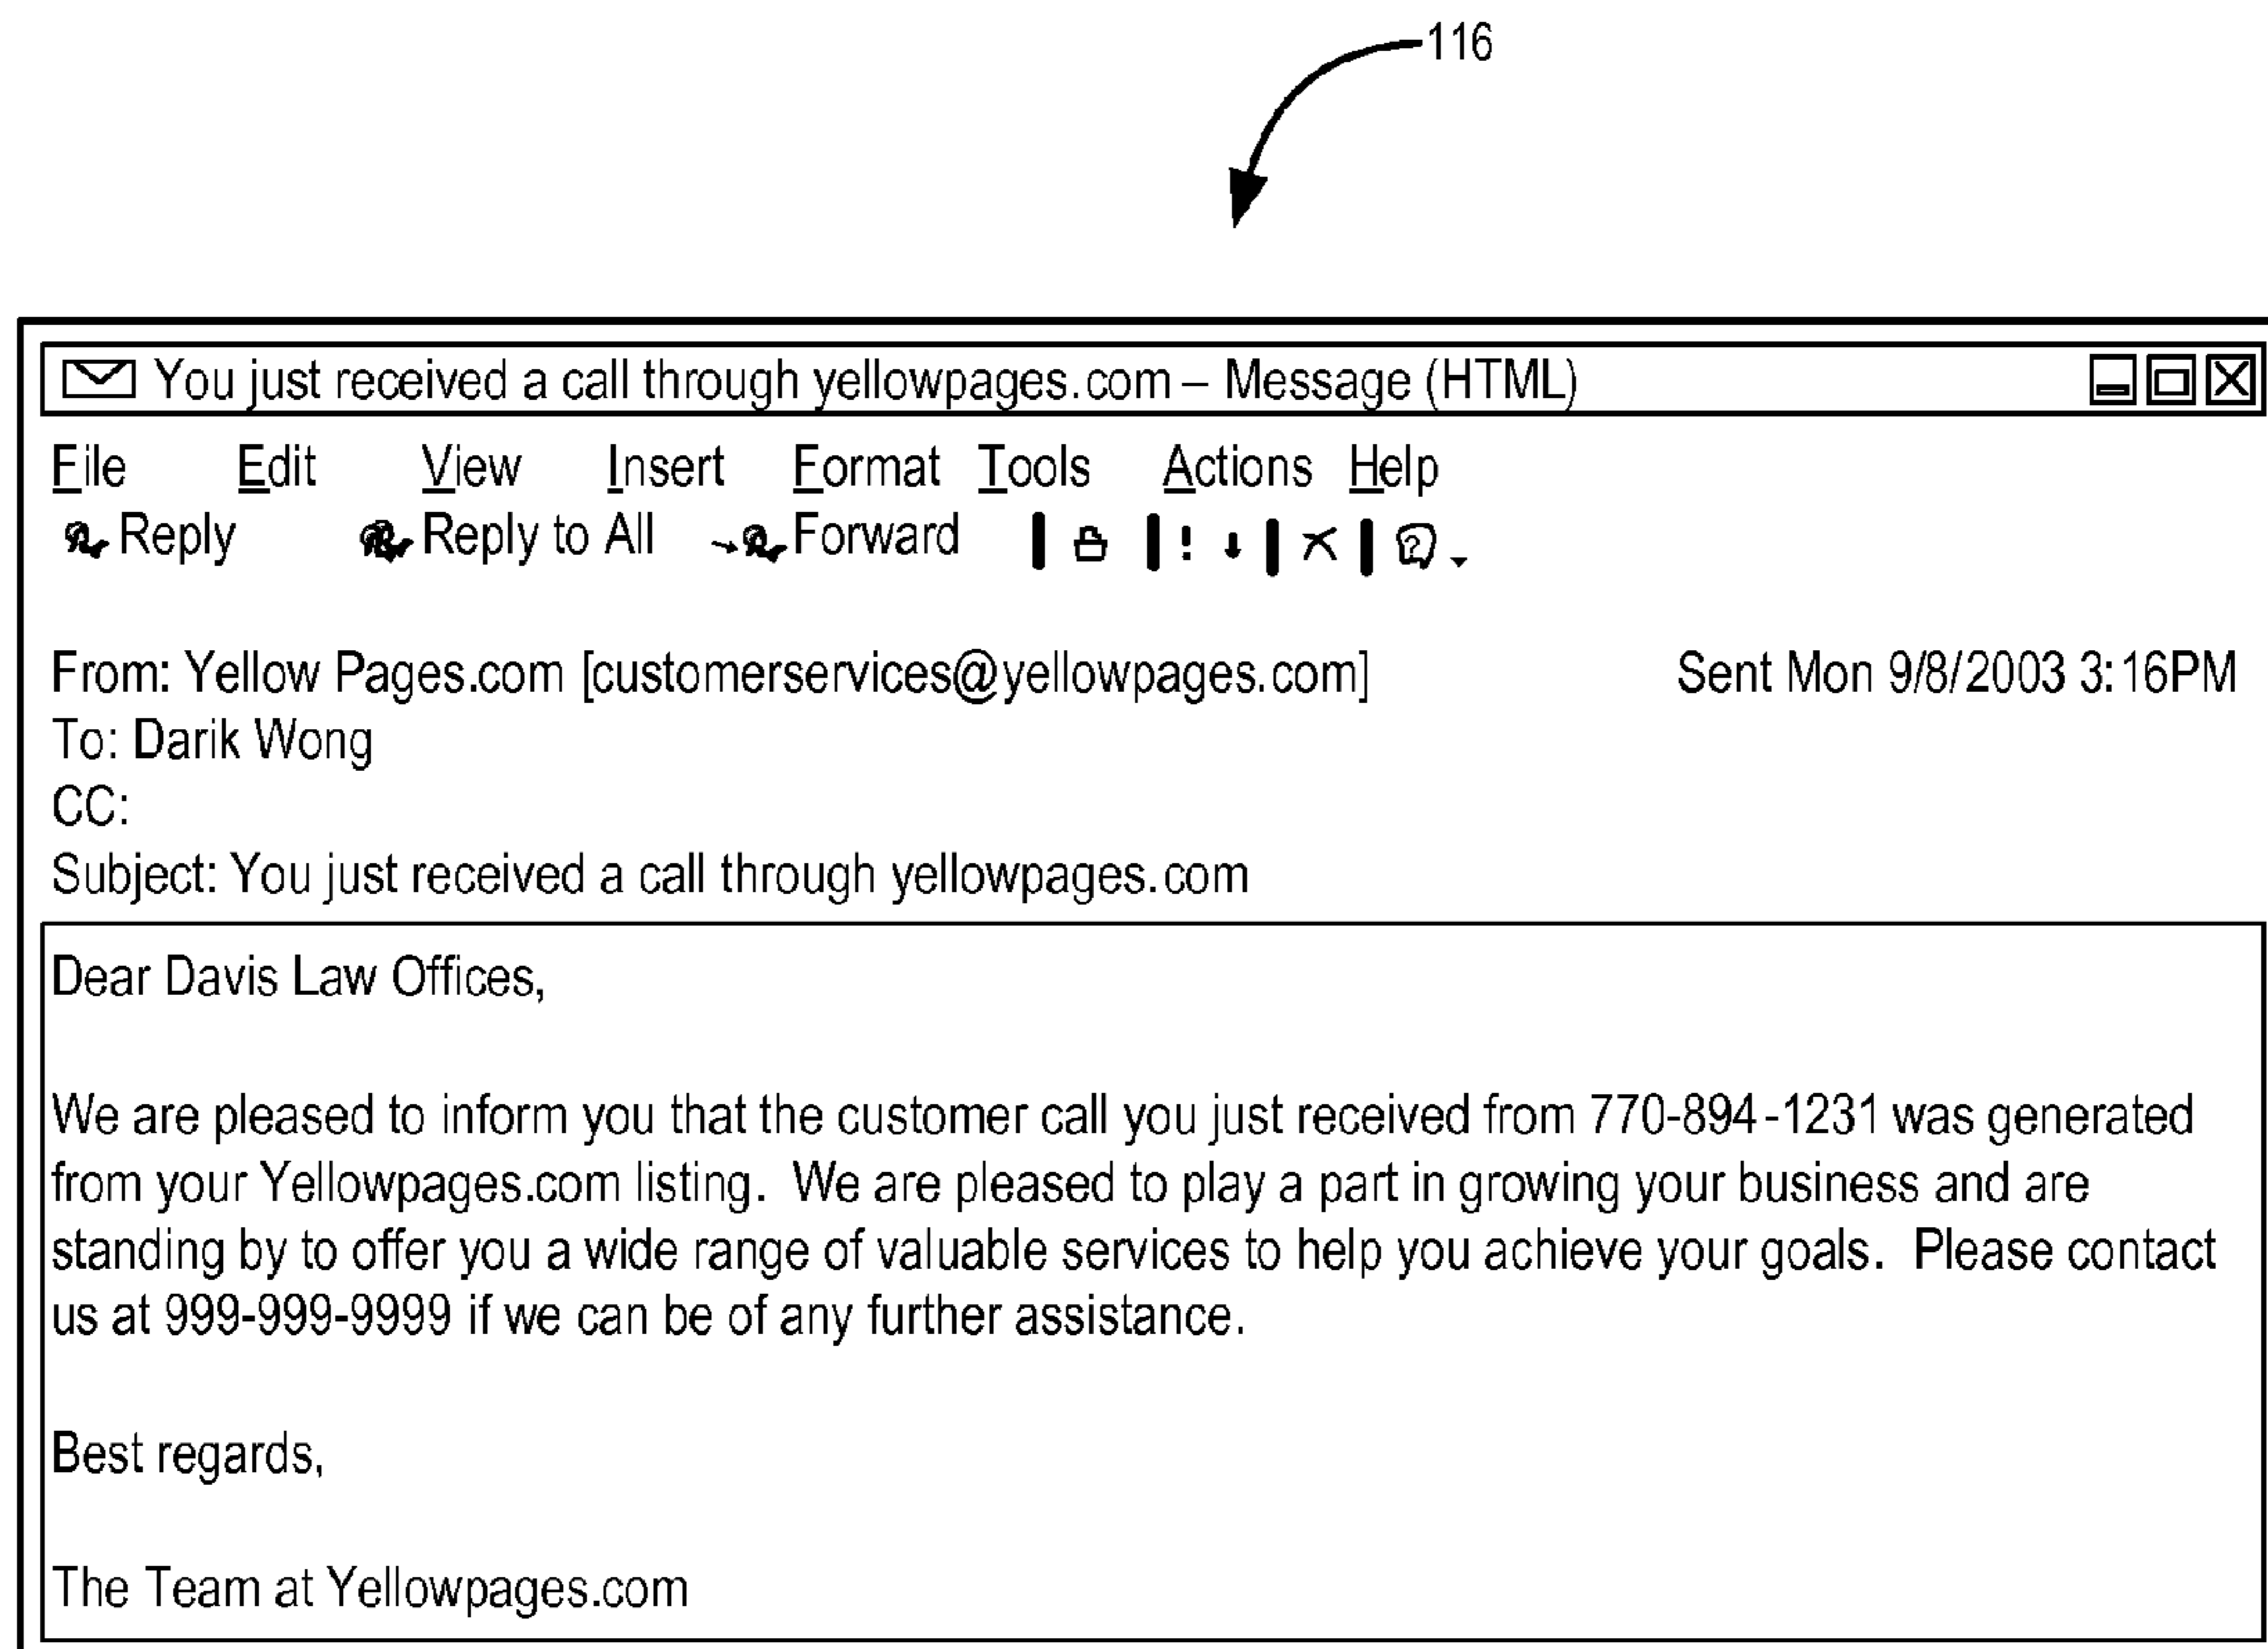 116
You just received a call through yellowpages.com – Message (HTML)
File Edit View Insert Format Tools Actions Help
Reply Reply to All Forward
From: Yellow Pages.com [customerservices@yellowpages.com] Sent Mon 9/8/2003 3:16PM
To: Darik Wong
CC:
Subject: You just received a call through yellowpages.com
Dear Davis Law Offices,
We are pleased to inform you that the customer call you just received from 770-894-1231 was generated
from your Yellowpages.com listing. We are pleased to play a part in growing your business and are
standing by to offer you a wide range of valuable services to help you achieve your goals. Please contact
us at 999-999-9999 if we can be of any further assistance.
Best regards,
The Team at Yellowpages.com